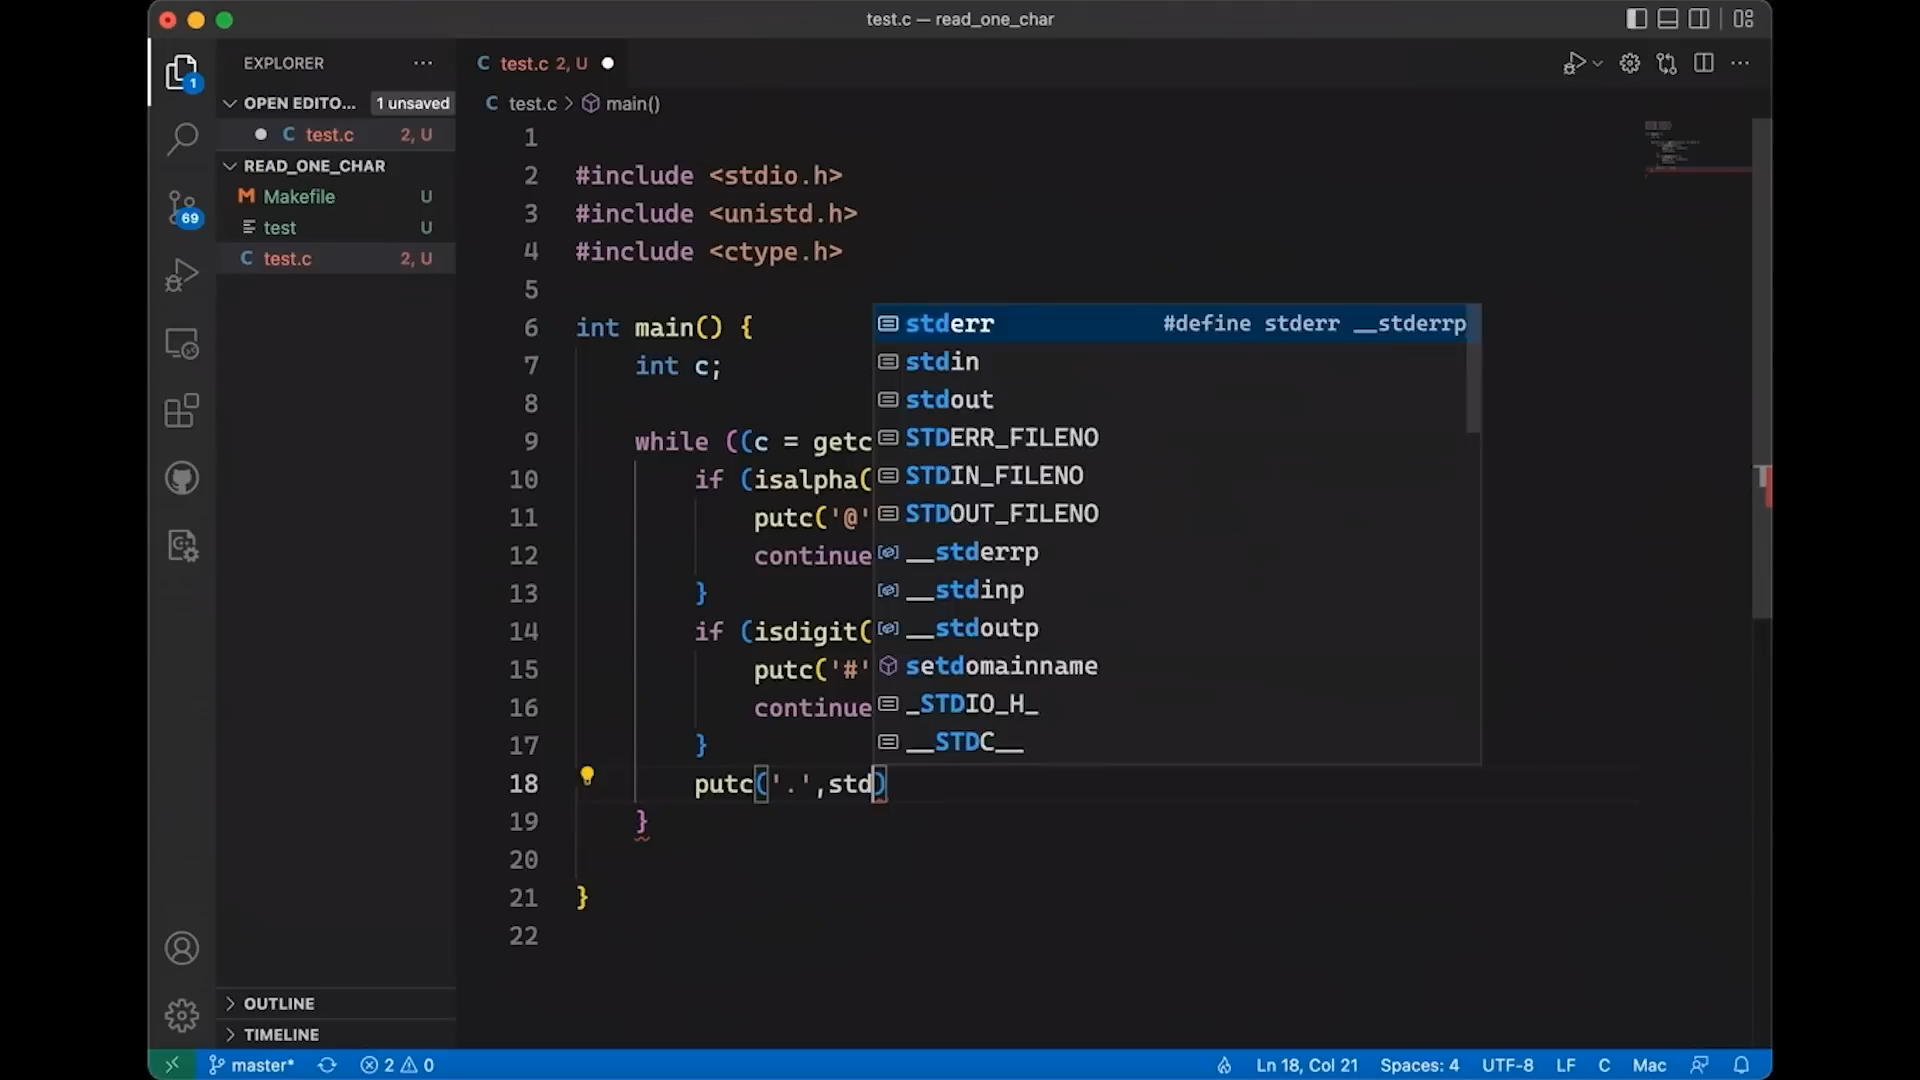 test.c — read_one_char
EXPLORER
OPEN EDITO...
1 unsaved
test.c 2, U
READ_ONE_CHAR
Makefile U
test U
test.c 2, U
OUTLINE
TIMELINE
1
69
test.c 2, U
test.c > main()
1
2 #include <stdio.h>
3 #include <unistd.h>
4 #include <ctype.h>
5
6 int main() {
7 int c;
8
9 while ((c = getc
10 if (isalpha(
11 putc('@'
12 continue
13 }
14 if (isdigit(
15 putc('#'
16 continue
17 }
18 putc('.',std)
19 }
20
21 }
22
stderr #define stderr __stderrp
stdin
stdout
STDERR_FILENO
STDIN_FILENO
STDOUT_FILENO
__stderrp
__stdinp
__stdoutp
setdomainname
_STDIO_H_
__STDC__
master* 2 0 Ln 18, Col 21 Spaces: 4 UTF-8 LF C Mac